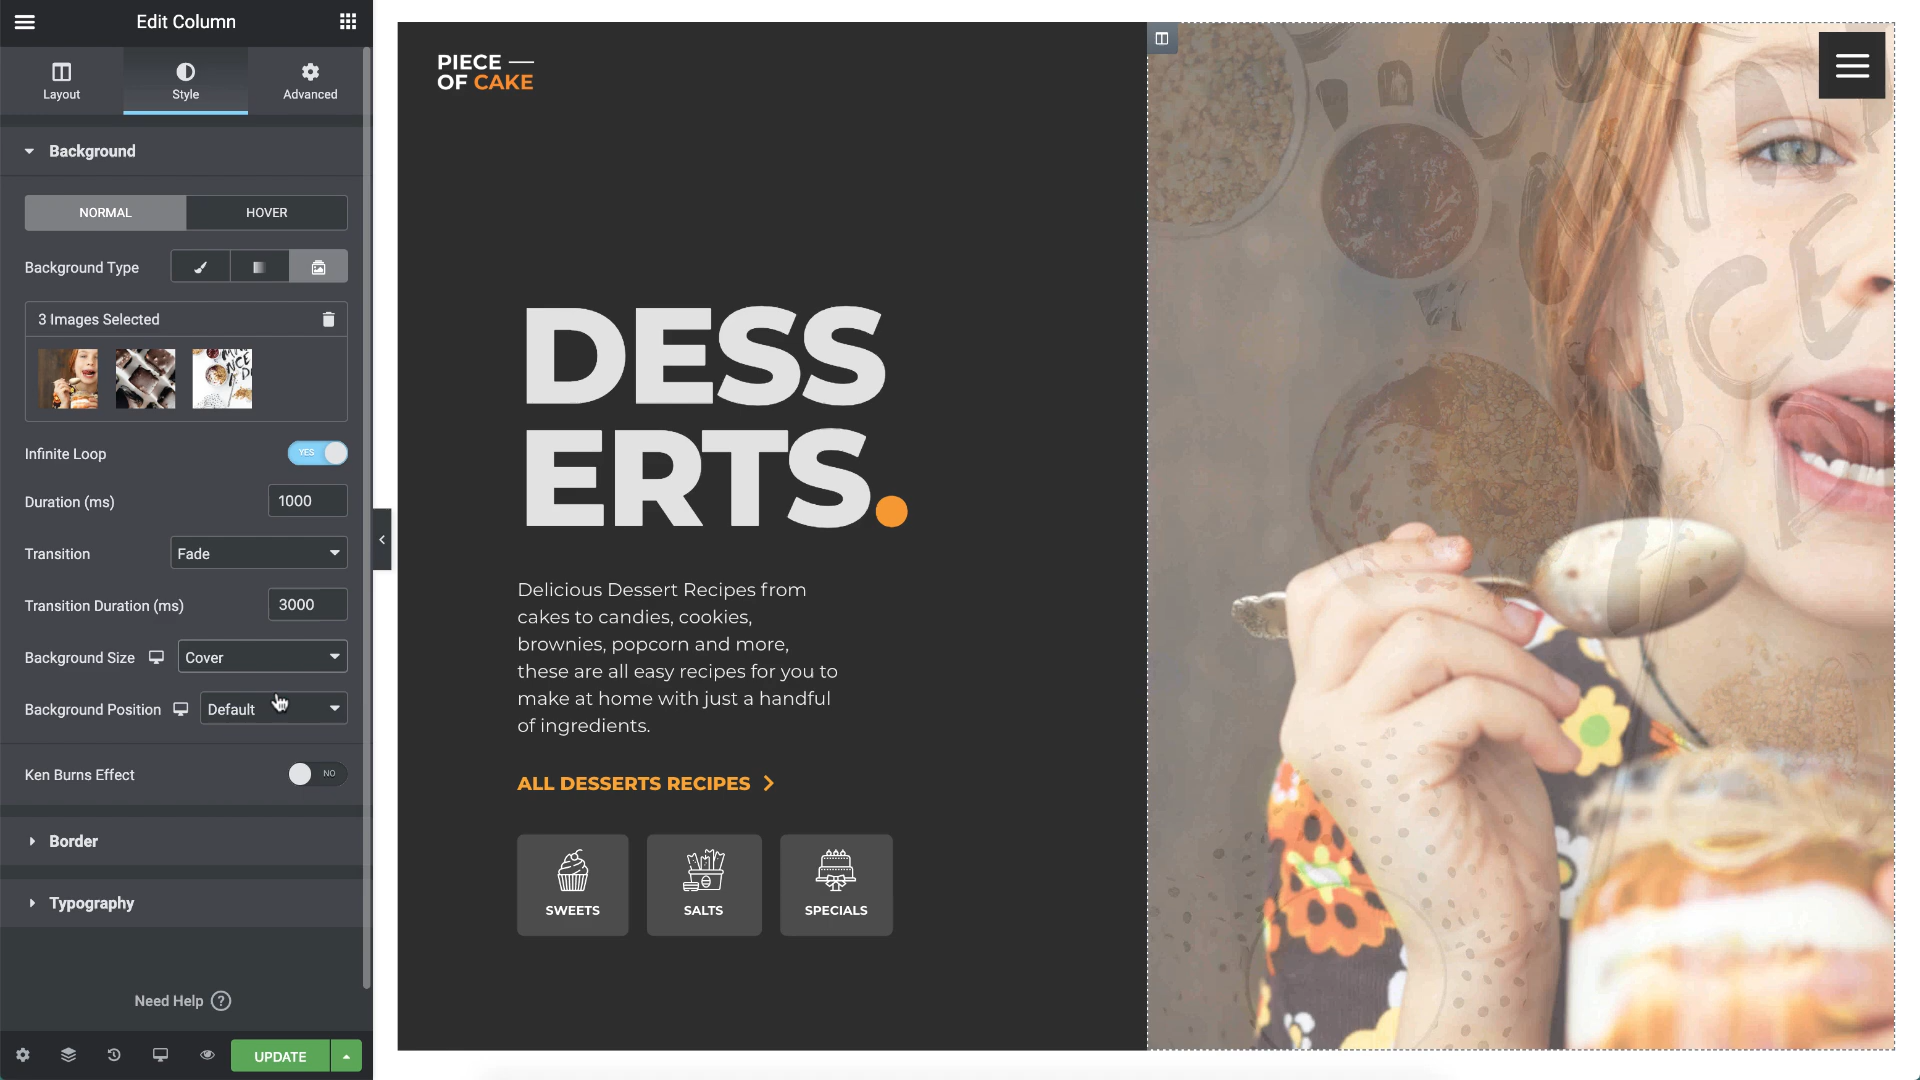 Edit Column
Layout
Style
Advanced
Background
NORMAL
HOVER
Background Type
3 Images Selected
Infinite Loop
YES
Duration (ms)
1000
Transition
Fade
Transition Duration (ms)
3000
Background Size
Cover
Background Position
Default
Ken Burns Effect
NO
Border
Typography
Need Help ?
UPDATE
PIECE —
OF CAKE
DESS
ERTS.
Delicious Dessert Recipes from
cakes to candies, cookies,
brownies, popcorn and more,
these are all easy recipes for you to
make at home with just a handful
of ingredients.
ALL DESSERTS RECIPES
SWEETS
SALTS
SPECIALS